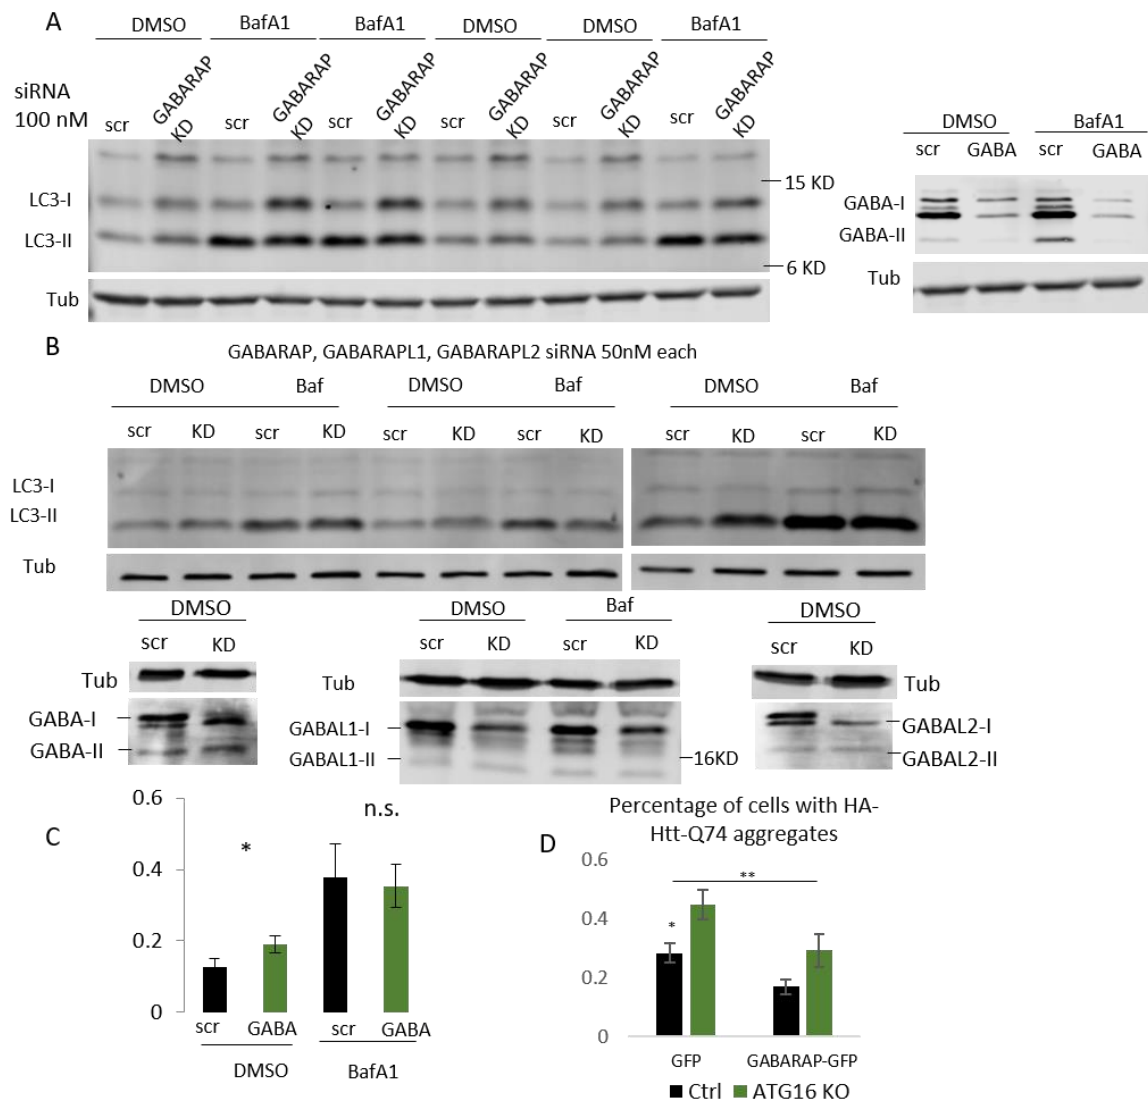 A
DMSO BafA1 BafA1 DMSO DMSO BafA1
siRNA
100 nM
scr GABARAP KD scr GABARAP KD scr GABARAP KD scr GABARAP KD scr GABARAP KD scr GABARAP KD
15 KD
LC3-I
LC3-II
6 KD
Tub
DMSO BafA1
scr GABA scr GABA
GABA-I
GABA-II
Tub
B
GABARAP, GABARAPL1, GABARAPL2 siRNA 50nM each
DMSO Baf DMSO Baf DMSO Baf
scr KD scr KD scr KD scr KD scr KD scr KD
LC3-I
LC3-II
Tub
DMSO
scr KD
Tub
GABA-I
GABA-II
DMSO Baf
scr KD scr KD
Tub
GABAL1-I
GABAL1-II
16KD
DMSO
scr KD
Tub
GABAL2-I
GABAL2-II
C
0.6
0.4
0.2
0
*
n.s.
scr GABA scr GABA
DMSO BafA1
D
Percentage of cells with HA-
Htt-Q74 aggregates
0.6
0.4
0.2
0
*
**
GFP GABARAP-GFP
Ctrl ATG16 KO